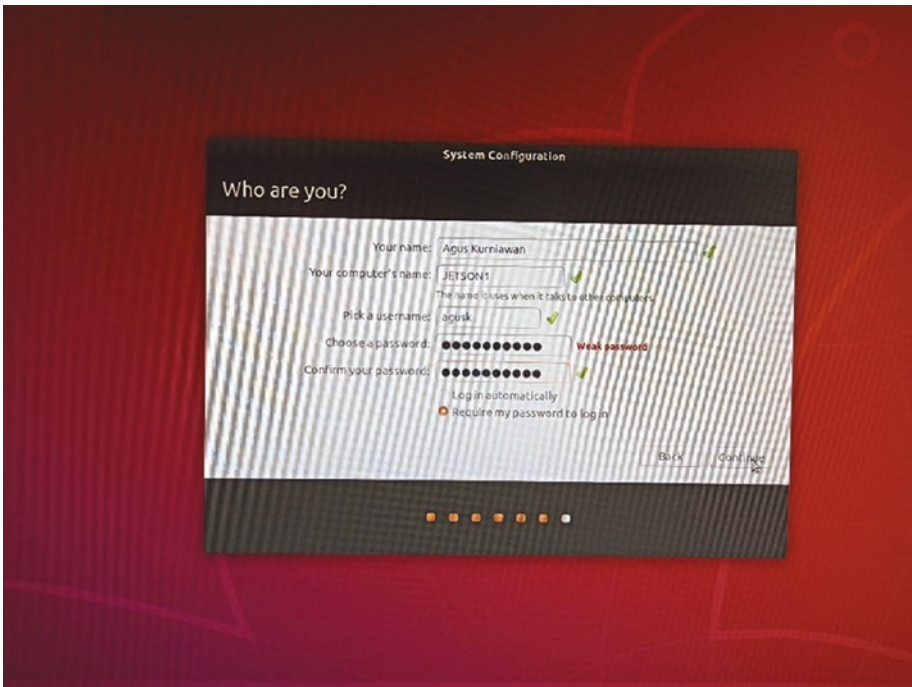 System Configuration
Who are you?
Your name: Agus Kurniawan
Your computer's name: JETSON1
The name it uses when it talks to other computers.
Pick a username: agusk
Choose a password: ●●●●●●●●●● Weak password
Confirm your password: ●●●●●●●●●●
Log in automatically
Require my password to log in
Back Continue